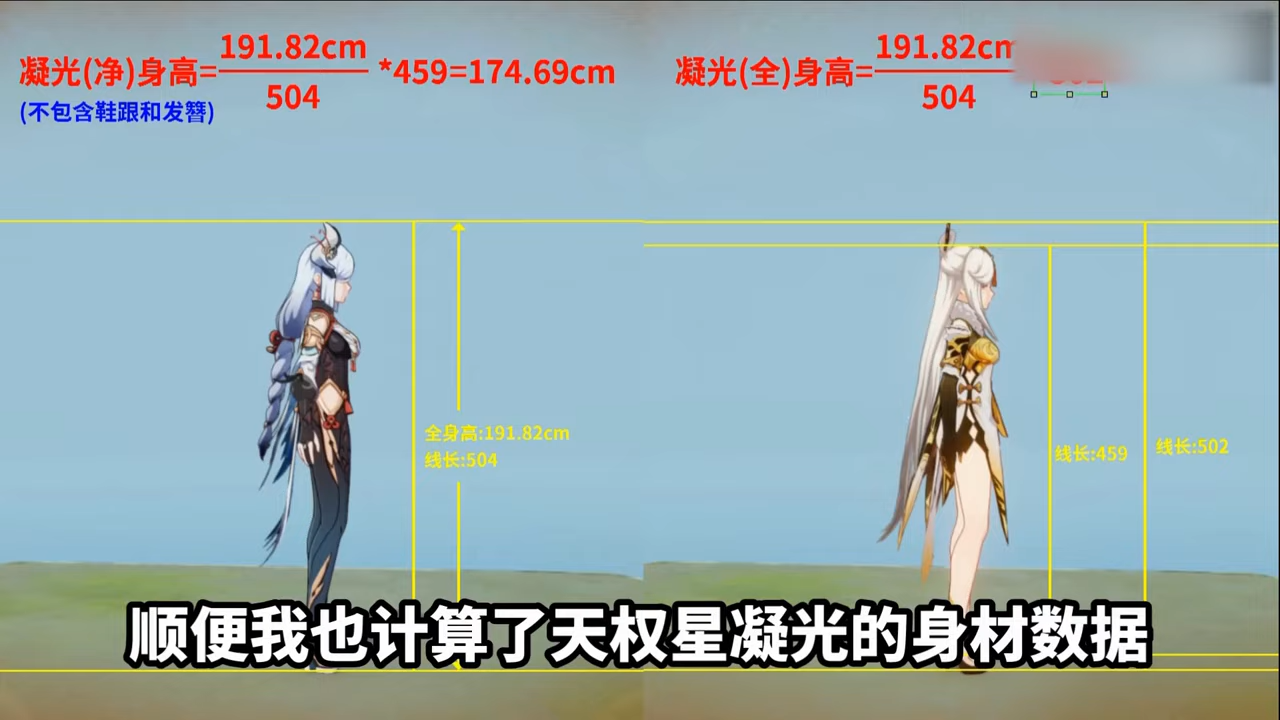 凝光(净)身高=191.82cm/504 *459=174.69cm
(不包含鞋跟和发簪)
凝光(全)身高=191.82cm/504
全身高:191.82cm
线长:504
线长:459
线长:502
顺便我也计算了天权星凝光的身材数据